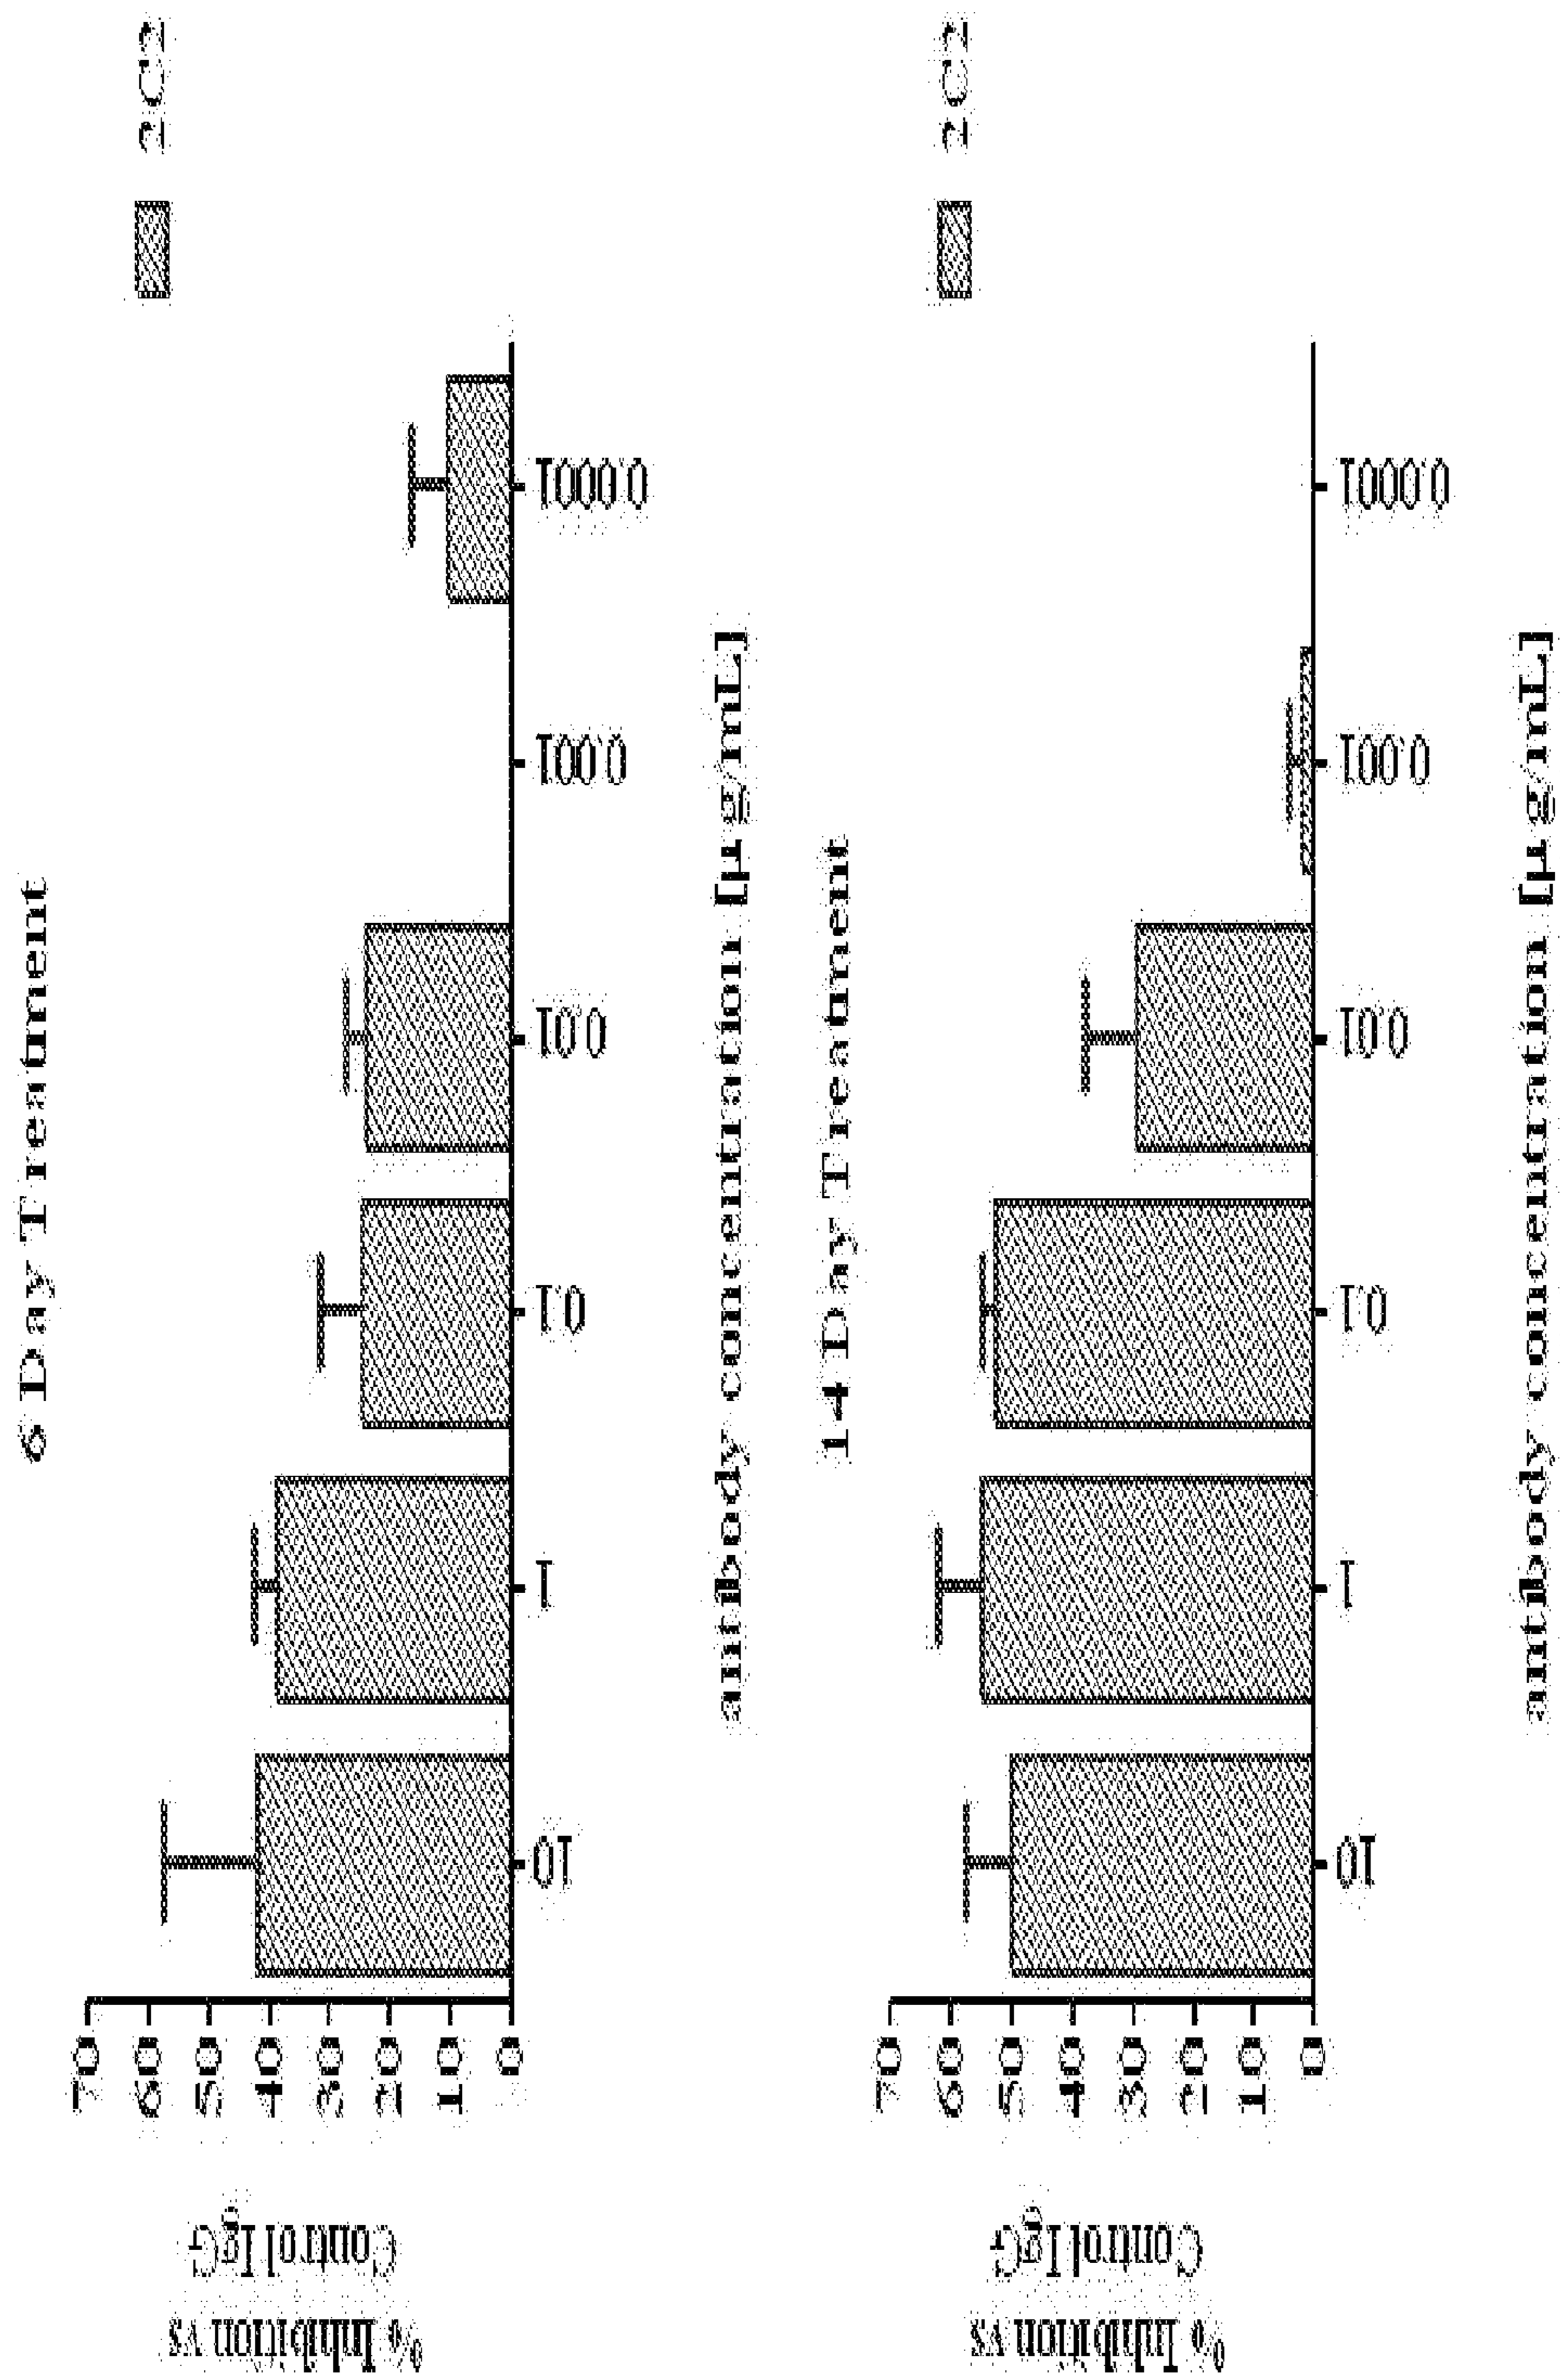 6 Day Treatment
2C2
% Inhibition vs
Control IgG
70
60
50
40
30
20
10
0
10
1
0.1
0.01
0.001
0.0001
antibody concentration [µg/mL]
14 Day Treatment
2C2
% Inhibition vs
Control IgG
70
60
50
40
30
20
10
0
10
1
0.1
0.01
0.001
0.0001
antibody concentration [µg/mL]